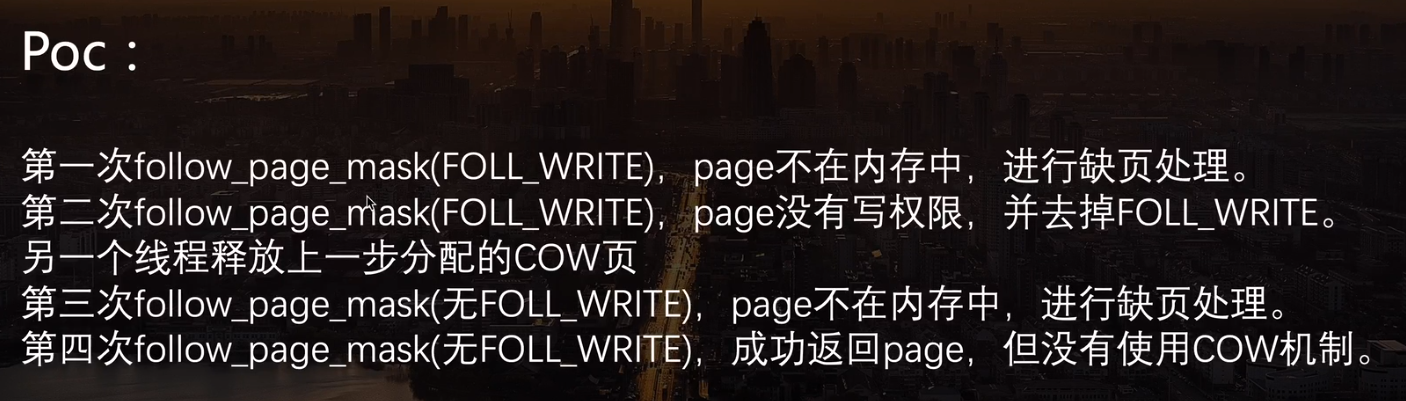 Poc：
第一次follow_page_mask(FOLL_WRITE)，page不在内存中，进行缺页处理。
第二次follow_page_mask(FOLL_WRITE)，page没有写权限，并去掉FOLL_WRITE。
另一个线程释放上一步分配的COW页
第三次follow_page_mask(无FOLL_WRITE)，page不在内存中，进行缺页处理。
第四次follow_page_mask(无FOLL_WRITE)，成功返回page，但没有使用COW机制。